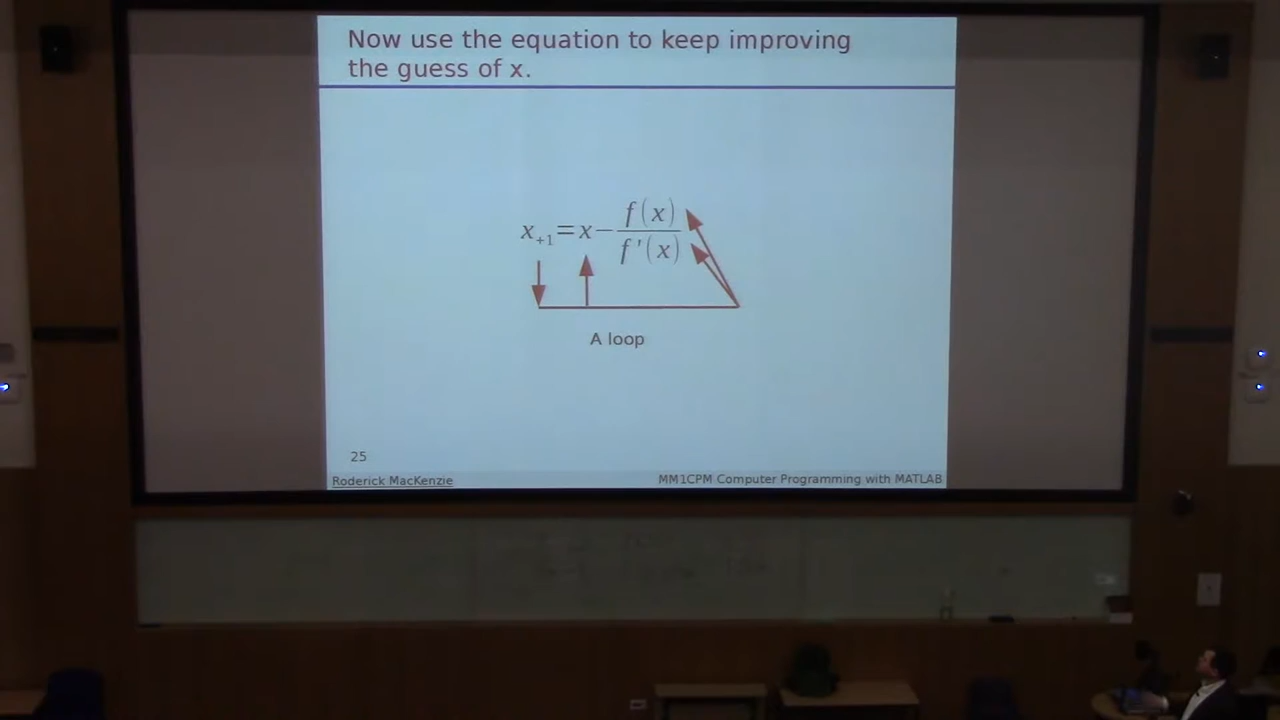 Now use the equation to keep improving
the guess of x.
x₊₁=x−f(x)/f'(x)
A loop
25
Roderick MacKenzie
MM1CPM Computer Programming with MATLAB